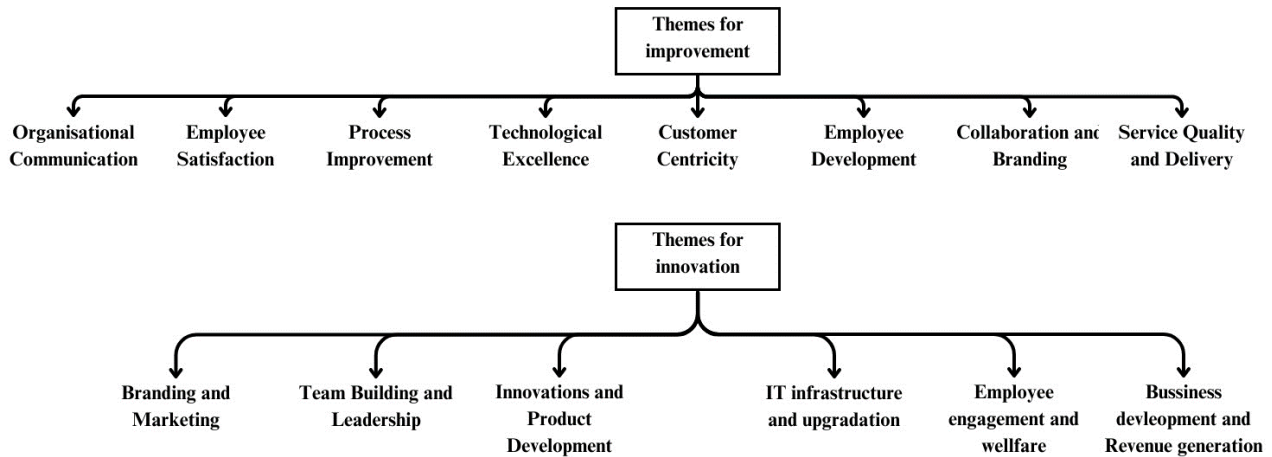 Themes for
improvement
Organisational
Communication
Employee
Satisfaction
Process
Improvement
Technological
Excellence
Customer
Centricity
Employee
Development
Collaboration and
Branding
Service Quality
and Delivery
Themes for
innovation
Branding and
Marketing
Team Building and
Leadership
Innovations and
Product
Development
IT infrastructure
and upgradation
Employee
engagement and
wellfare
Bussiness
devleopment and
Revenue generation